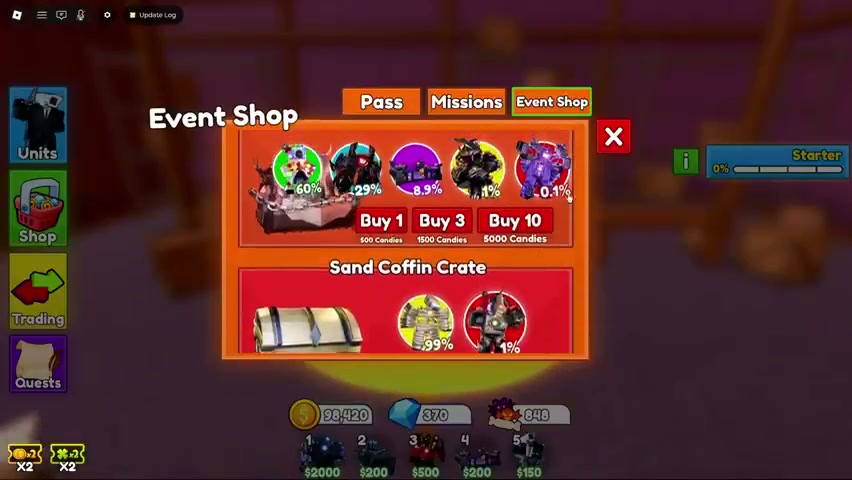 Update Log
Pass
Missions
Event Shop
Event Shop
60%
29%
8.9%
1%
0.1%
Buy 1
Buy 3
Buy 10
500 Candies
1500 Candies
5000 Candies
Sand Coffin Crate
.99%
1%
Units
Shop
Trading
Quests
i
Starter
0%
X
98,420
370
848
1
2
3
4
5
$2000
$200
$500
$200
$150
x2
x2
X2
X2